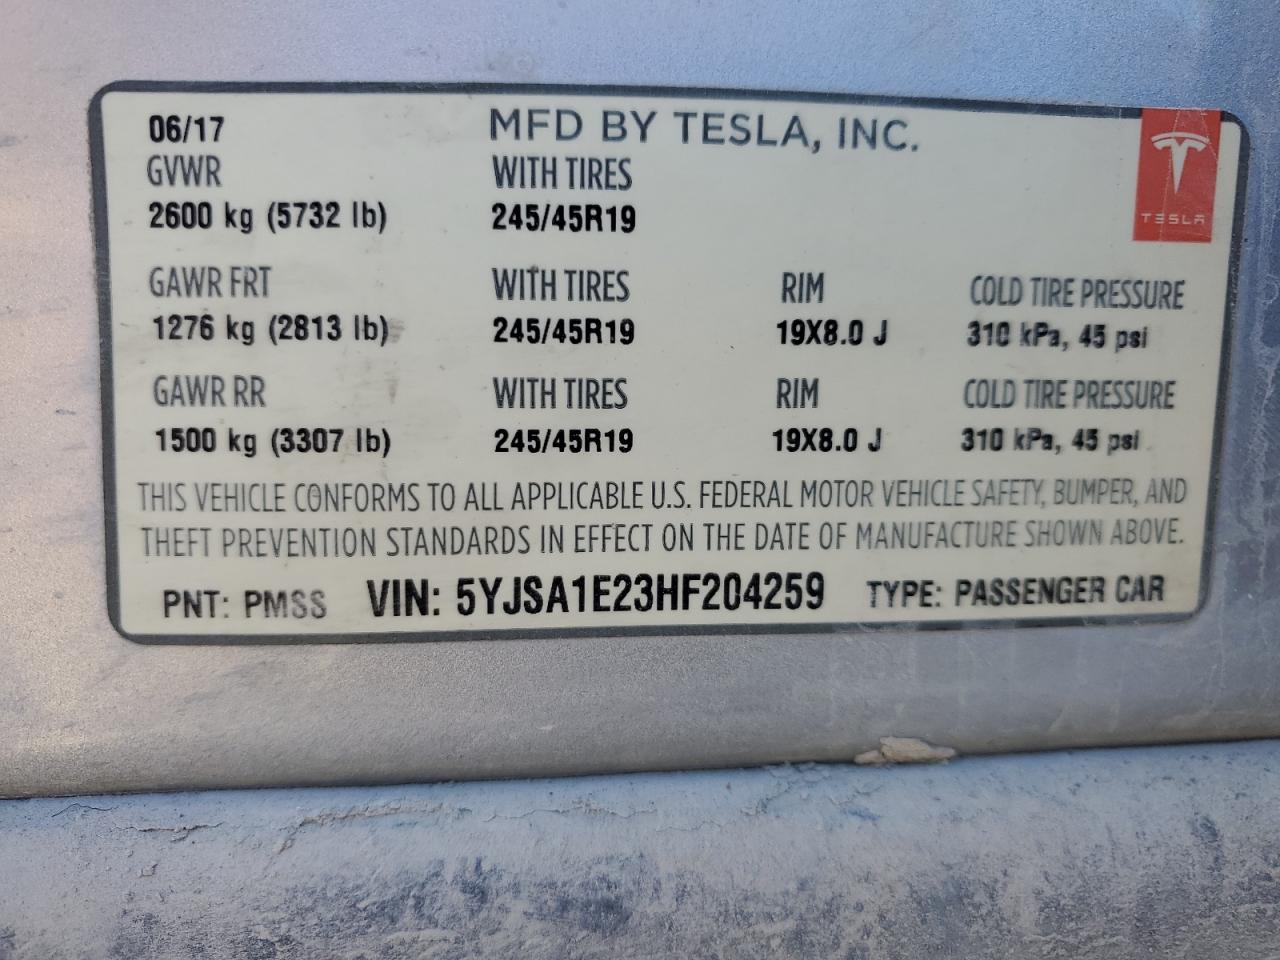 06/17 MFD BY TESLA, INC.
GVWR WITH TIRES
2600 kg (5732 lb) 245/45R19
TESLA
GAWR FRT WITH TIRES RIM COLD TIRE PRESSURE
1276 kg (2813 lb) 245/45R19 19X8.0 J 310 kPa, 45 psi
GAWR RR WITH TIRES RIM COLD TIRE PRESSURE
1500 kg (3307 lb) 245/45R19 19X8.0 J 310 kPa, 45 psi
THIS VEHICLE CONFORMS TO ALL APPLICABLE U.S. FEDERAL MOTOR VEHICLE SAFETY, BUMPER, AND
THEFT PREVENTION STANDARDS IN EFFECT ON THE DATE OF MANUFACTURE SHOWN ABOVE.
PNT: PMSS VIN: 5YJSA1E23HF204259 TYPE: PASSENGER CAR